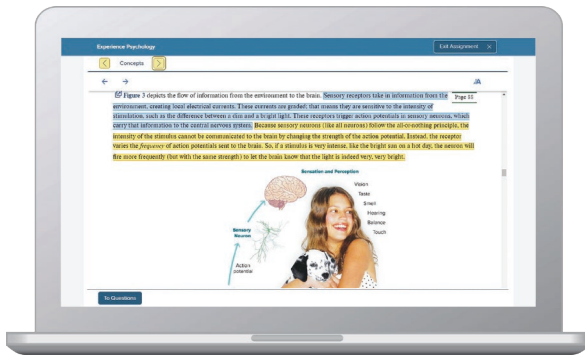 Experience Psychology
Exit Assignment ×
Concepts
Figure 3 depicts the flow of information from the environment to the brain. Sensory receptors take in information from the
Page 88
environment, creating local electrical currents. These currents are graded; that means they are sensitive to the intensity of
stimulation, such as the difference between a dim and a bright light. These receptors trigger action potentials in sensory neurons, which
carry that information to the central nervous system. Because sensory neurons (like all neurons) follow the all-or-nothing principle, the
intensity of the stimulus cannot be communicated to the brain by changing the strength of the action potential. Instead, the receptor
varies the frequency of action potentials sent to the brain. So, if a stimulus is very intense, like the bright sun on a hot day, the neuron will
fire more frequently (but with the same strength) to let the brain know that the light is indeed very, very bright.
Sensation and Perception
Vision
Taste
Smell
Hearing
Balance
Touch
Sensory
Neuron
Action
potential
To Questions